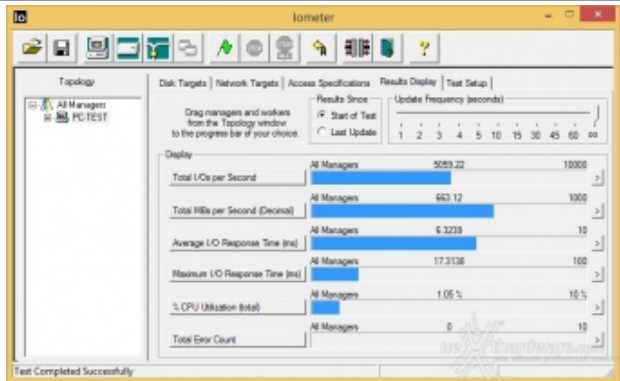 Io
Iometer
Topology
All Managers
PC-TEST
Disk Targets Network Targets Access Specifications Results Display Test Setup
Drag managers and workers
from the Topology window
to the progress bar of your choice.
Results Since
Start of Test
Last Update
Update Frequency (seconds)
1 2 3 4 5 10 15 30 45 60 ∞
Display
All Managers 5059.22 10000
Total I/Os per Second
All Managers 663.12 1000
Total MBs per Second (Decimal)
All Managers 6.3239 10
Average I/O Response Time (ms)
All Managers 17.3138 100
Maximum I/O Response Time (ms)
All Managers 1.05 % 10 %
% CPU Utilization (total)
All Managers 0 10
Total Error Count
Test Completed Successfully